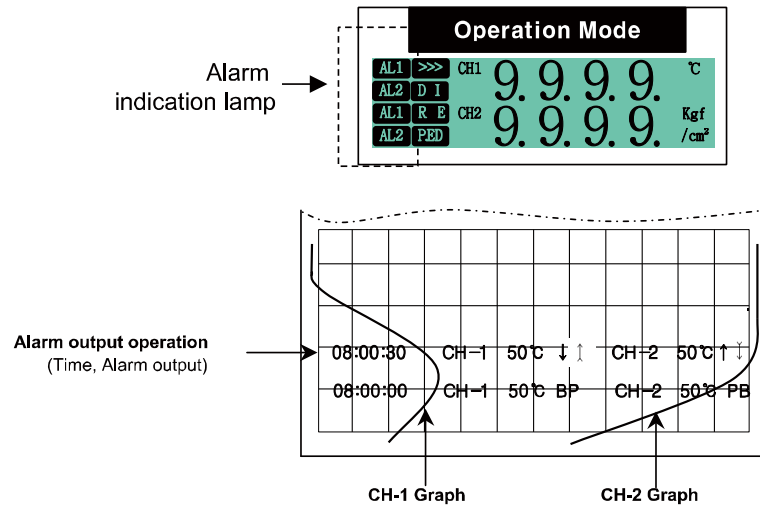 Operation Mode
Alarm
indication lamp
AL1 >>> CH1 9. 9. 9. 9. ℃
AL2 D I
AL1 R E CH2 9. 9. 9. 9. Kgf
AL2 PED /cm²
Alarm output operation
(Time, Alarm output)
08:00:30 CH-1 50℃ ↓ ↑ CH-2 50℃ ↑ ↓
08:00:00 CH-1 50℃ BP CH-2 50℃ PB
CH-1 Graph CH-2 Graph